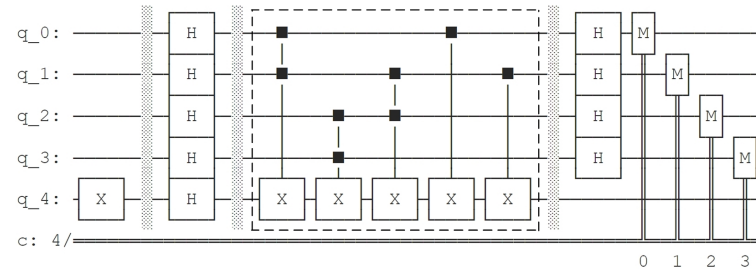 q_0: H H M
q_1: H H M
q_2: H H M
q_3: H H M
q_4: X H X X X X X
c: 4/
0 1 2 3